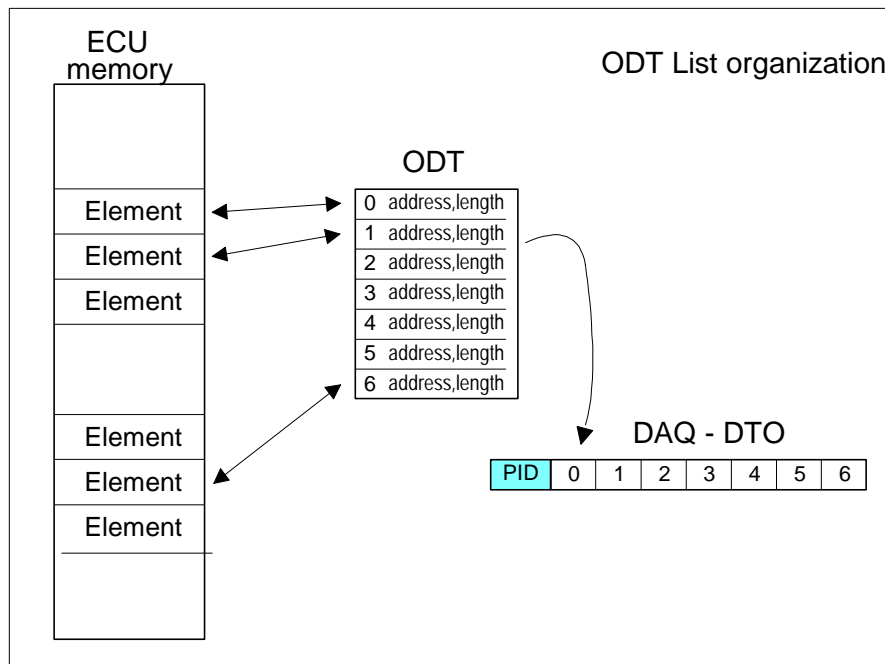 ECU
memory
ODT List organization
ODT
Element
Element
Element
Element
Element
Element
0 address,length
1 address,length
2 address,length
3 address,length
4 address,length
5 address,length
6 address,length
DAQ - DTO
PID 0 1 2 3 4 5 6